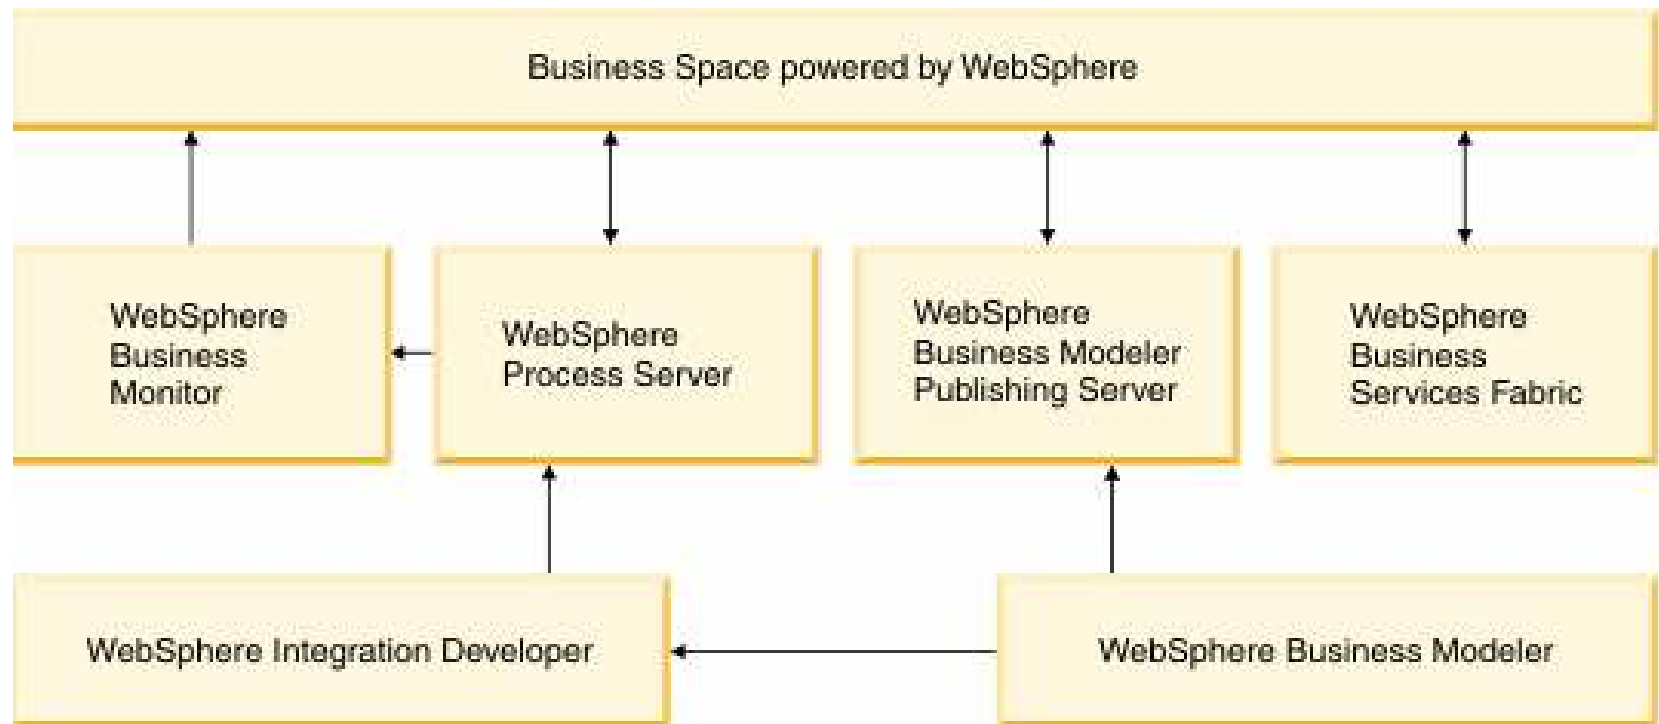 Business Space powered by WebSphere
WebSphere
Business
Monitor
WebSphere
Process Server
WebSphere
Business Modeler
Publishing Server
WebSphere
Business
Services Fabric
WebSphere Integration Developer
WebSphere Business Modeler